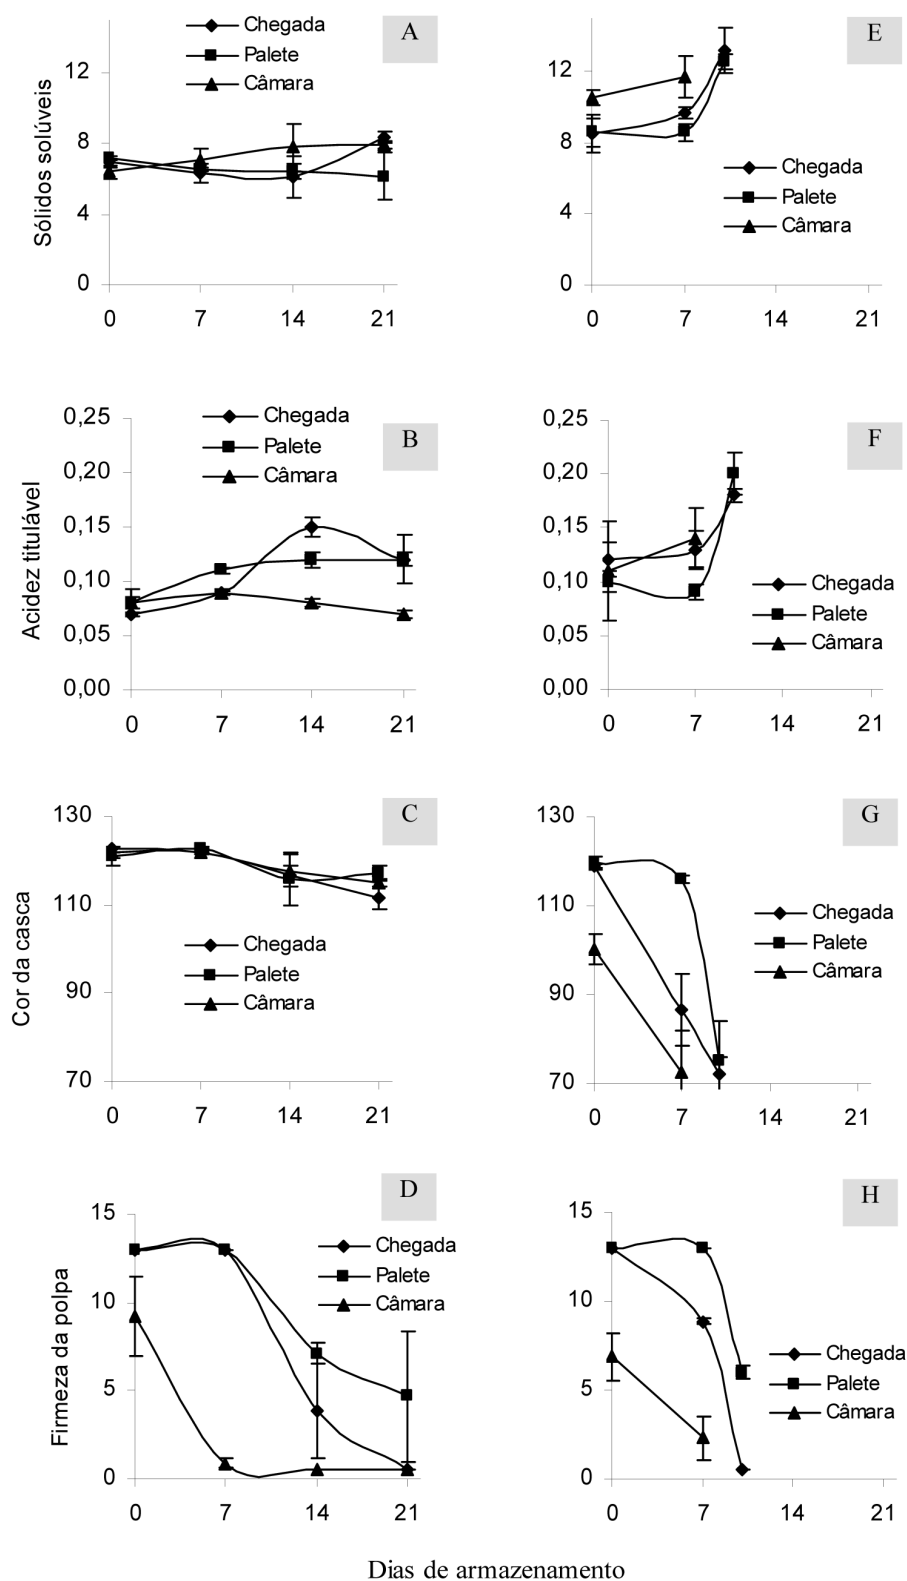 Chegada
Palete
Câmara
A
Sólidos solúveis
12
8
4
0
0 7 14 21
E
12
8
4
0
Chegada
Palete
Câmara
0 7 14 21
Chegada
Palete
Câmara
B
Acidez titulável
0,25
0,20
0,15
0,10
0,05
0,00
0 7 14 21
F
0,25
0,20
0,15
0,10
0,05
0,00
Chegada
Palete
Câmara
0 7 14 21
C
Cor da casca
130
110
90
70
Chegada
Palete
Câmara
0 7 14 21
G
130
110
90
70
Chegada
Palete
Câmara
0 7 14 21
D
Firmeza da polpa
15
10
5
0
Chegada
Palete
Câmara
0 7 14 21
H
15
10
5
0
Chegada
Palete
Câmara
0 7 14 21
Dias de armazenamento